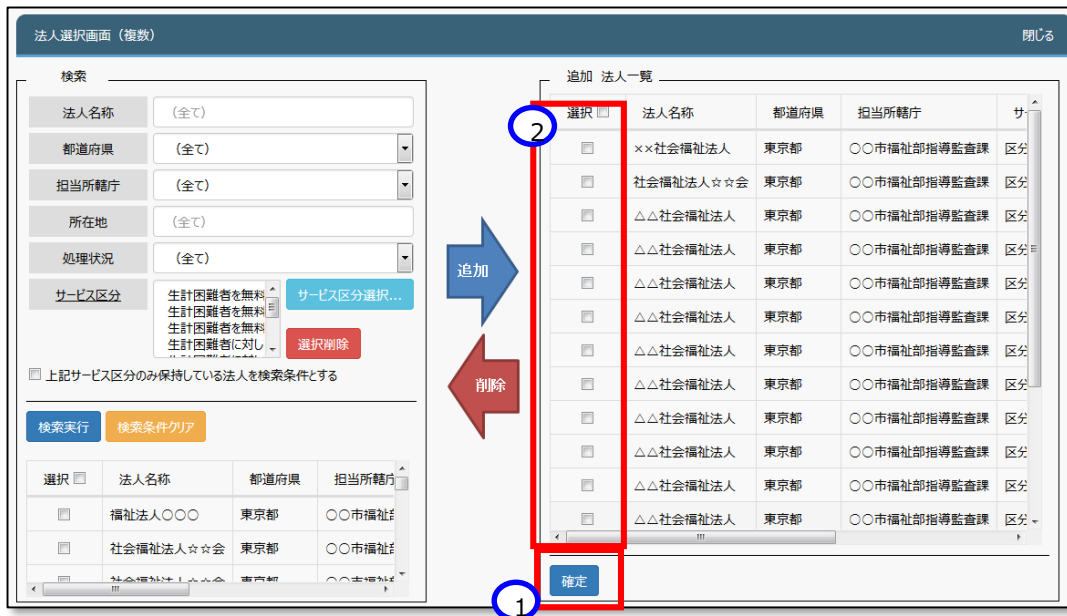 法人選択画面（複数）
閉じる
検索
法人名称 （全て）
都道府県 （全て）
担当所轄庁 （全て）
所在地 （全て）
処理状況 （全て）
サービス区分
生計困難者を無料
生計困難者を無料
生計困難者を無料
生計困難者に対し
サービス区分選択...
選択削除
上記サービス区分のみ保持している法人を検索条件とする
検索実行 検索条件クリア
選択 法人名称 都道府県 担当所轄庁
福祉法人〇〇〇 東京都 〇〇市福祉部
社会福祉法人☆☆会 東京都 〇〇市福祉部
社会福祉法人☆☆会 東京都 〇〇市福祉部
追加
削除
追加 法人一覧
2
選択 法人名称 都道府県 担当所轄庁 サー
××社会福祉法人 東京都 〇〇市福祉部指導監査課 区分
社会福祉法人☆☆会 東京都 〇〇市福祉部指導監査課 区分
△△社会福祉法人 東京都 〇〇市福祉部指導監査課 区分
△△社会福祉法人 東京都 〇〇市福祉部指導監査課 区分
△△社会福祉法人 東京都 〇〇市福祉部指導監査課 区分
△△社会福祉法人 東京都 〇〇市福祉部指導監査課 区分
△△社会福祉法人 東京都 〇〇市福祉部指導監査課 区分
△△社会福祉法人 東京都 〇〇市福祉部指導監査課 区分
△△社会福祉法人 東京都 〇〇市福祉部指導監査課 区分
△△社会福祉法人 東京都 〇〇市福祉部指導監査課 区分
△△社会福祉法人 東京都 〇〇市福祉部指導監査課 区分
△△社会福祉法人 東京都 〇〇市福祉部指導監査課 区分
確定
1